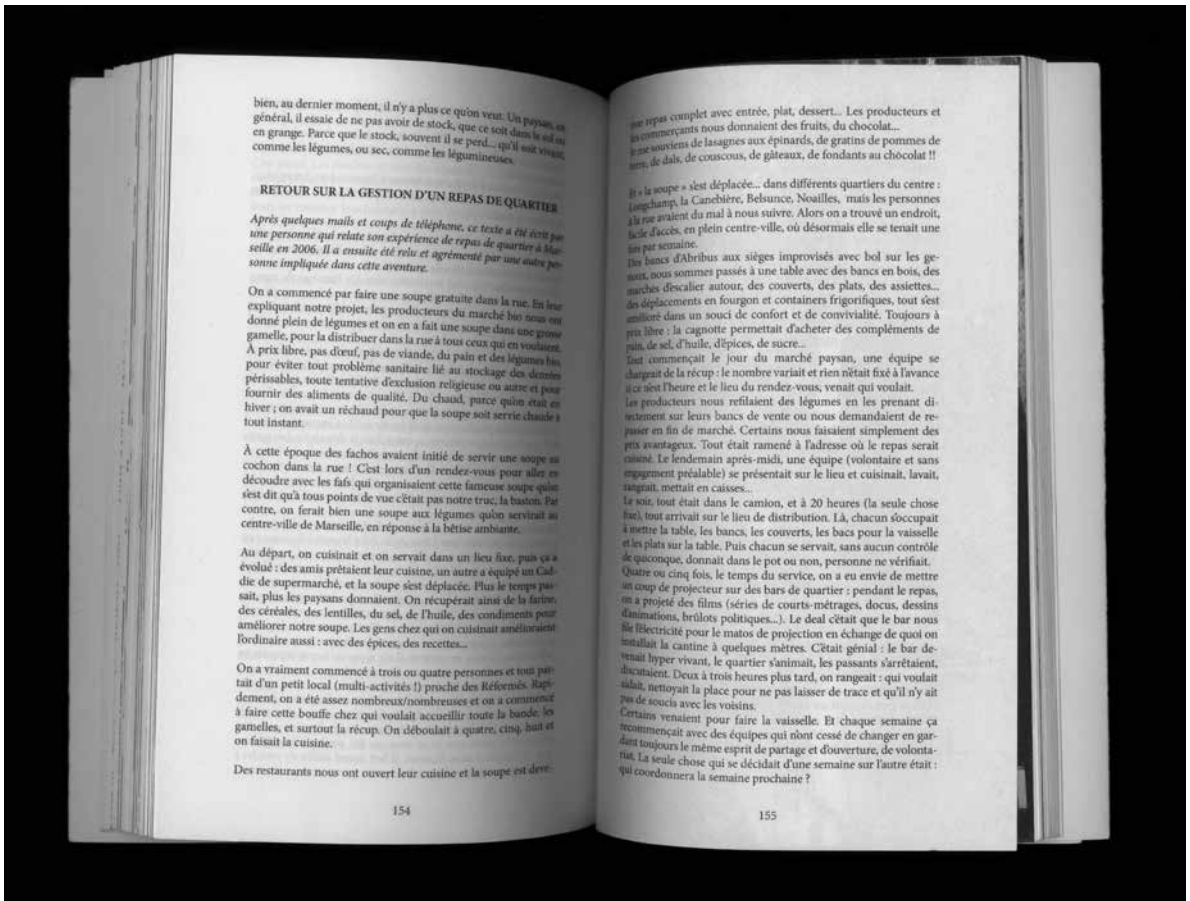 bien, au dernier moment, il n'y a plus ce qu'on veut. Un paysan, en
général, il essaie de ne pas avoir de stock, que ce soit dans le sol ou
en grange. Parce que le stock, souvent il se perd... qu'il soit vivant,
comme les légumes, ou sec, comme les légumineuses.
RETOUR SUR LA GESTION D'UN REPAS DE QUARTIER
Après quelques mails et coups de téléphone, ce texte a été écrit par
une personne qui relate son expérience de repas de quartier à Mar-
seille en 2006. Il a ensuite été relu et agrémenté par une autre per-
sonne impliquée dans cette aventure.
On a commencé par faire une soupe gratuite dans la rue. En leur
expliquant notre projet, les producteurs du marché bio nous ont
donné plein de légumes et on en a fait une soupe dans une grosse
gamelle, pour la distribuer dans la rue à tous ceux qui en voulaient.
À prix libre, pas d'œuf, pas de viande, du pain et des légumes bio
pour éviter tout problème sanitaire lié au stockage des denrées
périssables, toute tentative d'exclusion religieuse ou autre et pour
fournir des aliments de qualité. Du chaud, parce qu'on était en
hiver ; on avait un réchaud pour que la soupe soit servie chaude à
tout instant.
À cette époque des fachos avaient initié de servir une soupe au
cochon dans la rue ! C'est lors d'un rendez-vous pour aller en
découdre avec les fafs qui organisaient cette fameuse soupe qu'on
s'est dit qu'à tous points de vue c'était pas notre truc, la baston. Par
contre, on ferait bien une soupe aux légumes qu'on servirait au
centre-ville de Marseille, en réponse à la bêtise ambiante.
Au départ, on cuisinait et on servait dans un lieu fixe, puis ça a
évolué : des amis prêtaient leur cuisine, un autre a équipé un Cad-
die de supermarché, et la soupe s'est déplacée. Plus le temps pas-
sait, plus les paysans donnaient. On récupérait ainsi de la farine,
des céréales, des lentilles, du sel, de l'huile, des condiments pour
améliorer notre soupe. Les gens chez qui on cuisinait amélioraient
l'ordinaire aussi : avec des épices, des recettes...
On a vraiment commencé à trois ou quatre personnes et tout par-
tait d'un petit local (multi-activités !) proche des Réformés. Rapi-
dement, on a été assez nombreux/nombreuses et on a commencé
à faire cette bouffe chez qui voulait accueillir toute la bande, les
gamelles, et surtout la récup. On déboulait à quatre, cinq, huit et
on faisait la cuisine.
Des restaurants nous ont ouvert leur cuisine et la soupe est deve-
154
nue repas complet avec entrée, plat, dessert... Les producteurs et
les commerçants nous donnaient des fruits, du chocolat...
Je me souviens de lasagnes aux épinards, de gratins de pommes de
terre, de dals, de couscous, de gâteaux, de fondants au chocolat !!
Et « la soupe » s'est déplacée... dans différents quartiers du centre :
Longchamp, la Canebière, Belsunce, Noailles, mais les personnes
à la rue avaient du mal à nous suivre. Alors on a trouvé un endroit,
facile d'accès, en plein centre-ville, où désormais elle se tenait une
fois par semaine.
Des bancs d'Abribus aux sièges improvisés avec bol sur les ge-
noux, nous sommes passés à une table avec des bancs en bois, des
marches d'escalier autour, des couverts, des plats, des assiettes...
des déplacements en fourgon et containers frigorifiques, tout s'est
amélioré dans un souci de confort et de convivialité. Toujours à
prix libre : la cagnotte permettait d'acheter des compléments de
pain, de sel, d'huile, d'épices, de sucre...
Tout commençait le jour du marché paysan, une équipe se
chargeait de la récup : le nombre variait et rien n'était fixé à l'avance
si ce n'est l'heure et le lieu du rendez-vous, venait qui voulait.
Les producteurs nous refilaient des légumes en les prenant di-
rectement sur leurs bancs de vente ou nous demandaient de re-
passer en fin de marché. Certains nous faisaient simplement des
prix avantageux. Tout était ramené à l'adresse où le repas serait
cuisiné. Le lendemain après-midi, une équipe (volontaire et sans
engagement préalable) se présentait sur le lieu et cuisinait, lavait,
rangeait, mettait en caisses...
Le soir, tout était dans le camion, et à 20 heures (la seule chose
fixe), tout arrivait sur le lieu de distribution. Là, chacun s'occupait
à mettre la table, les bancs, les couverts, les bacs pour la vaisselle
et les plats sur la table. Puis chacun se servait, sans aucun contrôle
de quiconque, donnait dans le pot ou non, personne ne vérifiait.
Quatre ou cinq fois, le temps du service, on a eu envie de mettre
un coup de projecteur sur des bars de quartier : pendant le repas,
on a projeté des films (séries de courts-métrages, docus, dessins
d'animations, brûlots politiques...). Le deal c'était que le bar nous
file l'électricité pour le matos de projection en échange de quoi on
installait la cantine à quelques mètres. C'était génial : le bar de-
venait hyper vivant, le quartier s'animait, les passants s'arrêtaient,
discutaient. Deux à trois heures plus tard, on rangeait : qui voulait
aidait, nettoyait la place pour ne pas laisser de trace et qu'il n'y ait
pas de soucis avec les voisins.
Certains venaient pour faire la vaisselle. Et chaque semaine ça
recommençait avec des équipes qui n'ont cessé de changer en gar-
dant toujours le même esprit de partage et d'ouverture, de volonta-
riat. La seule chose qui se décidait d'une semaine sur l'autre était :
qui coordonnera la semaine prochaine ?
155